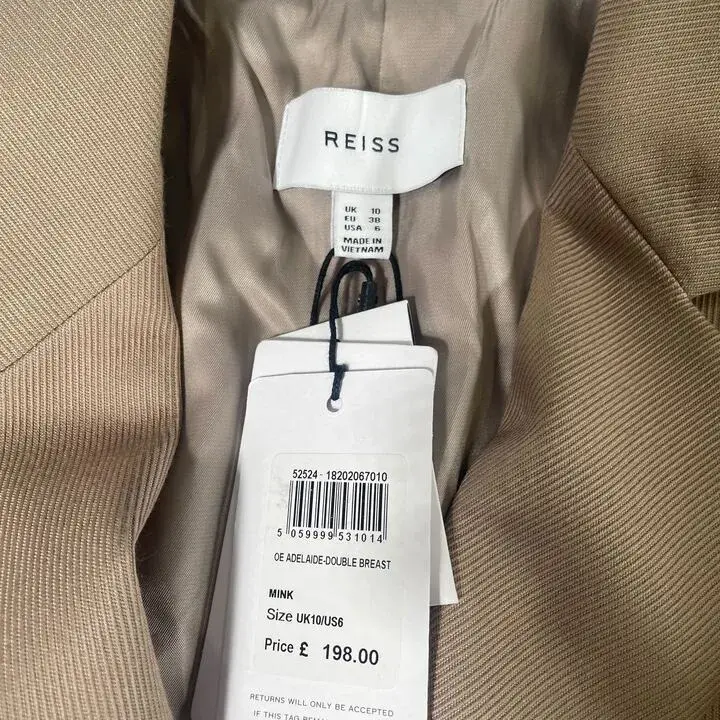 REISS
UK 10
EU 38
USA 6
MADE IN
VIETNAM
52524 - 18202067010
5 059999 531014
OE ADELAIDE-DOUBLE BREAST
MINK
Size UK10/US6
Price £ 198.00
RETURNS WILL ONLY BE ACCEPTED
IF THIS TAG